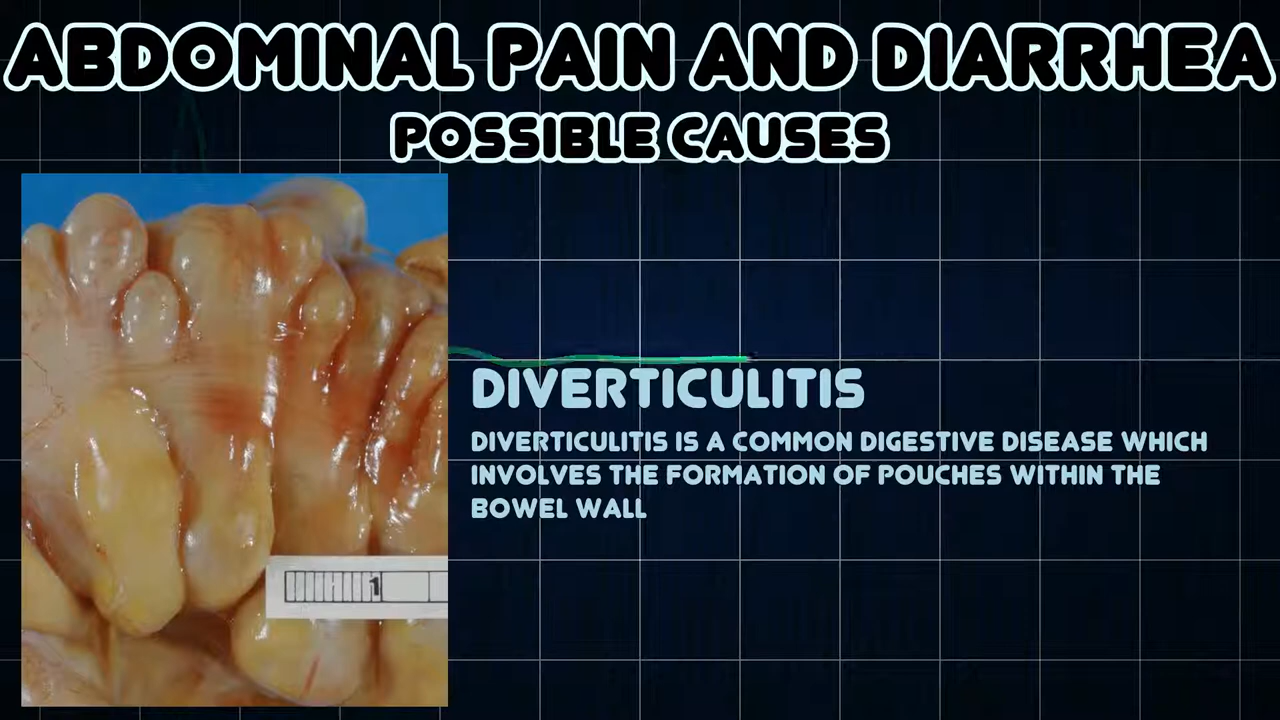 ABDOMINAL PAIN AND DIARRHEA
POSSIBLE CAUSES
1
DIVERTICULITIS
DIVERTICULITIS IS A COMMON DIGESTIVE DISEASE WHICH
INVOLVES THE FORMATION OF POUCHES WITHIN THE
BOWEL WALL